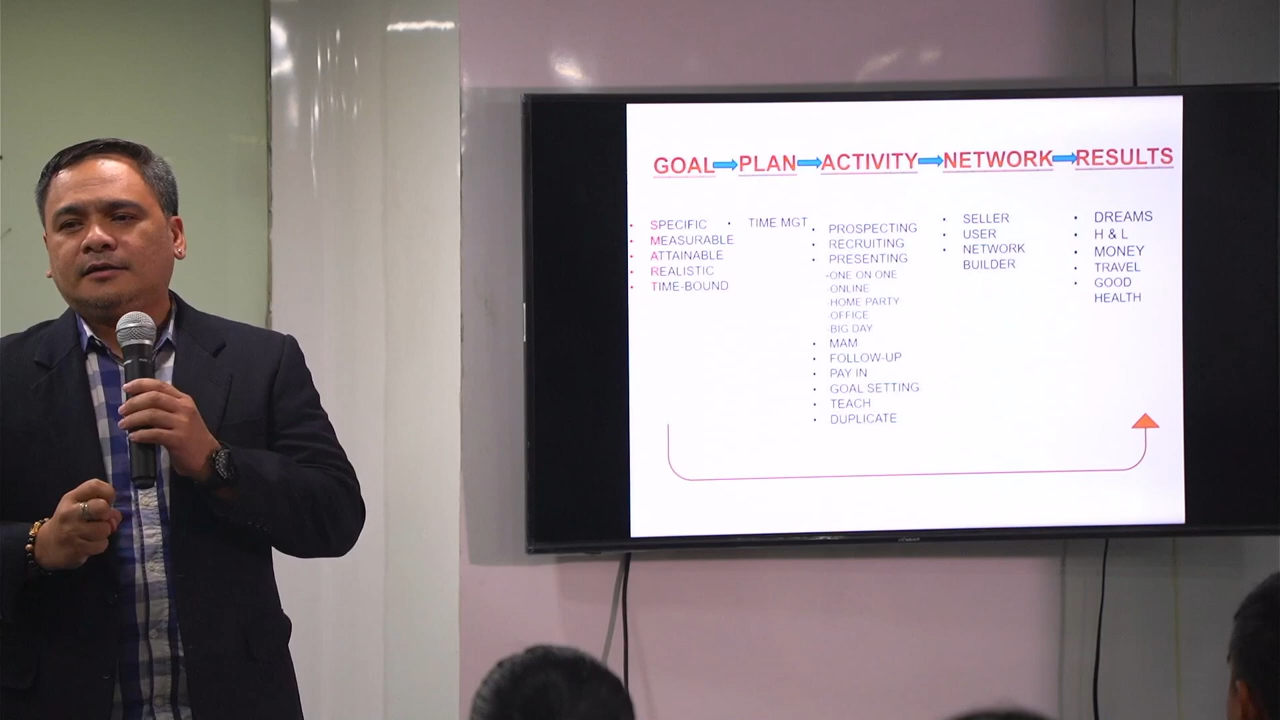 GOAL PLAN ACTIVITY NETWORK RESULTS
SPECIFIC
MEASURABLE
ATTAINABLE
REALISTIC
TIME-BOUND
TIME MGT
PROSPECTING
RECRUITING
PRESENTING
-ONE ON ONE
-ONLINE
-HOME PARTY
OFFICE
-BIG DAY
MAM
FOLLOW-UP
PAY IN
GOAL SETTING
TEACH
DUPLICATE
SELLER
USER
NETWORK
BUILDER
DREAMS
H & L
MONEY
TRAVEL
GOOD
HEALTH